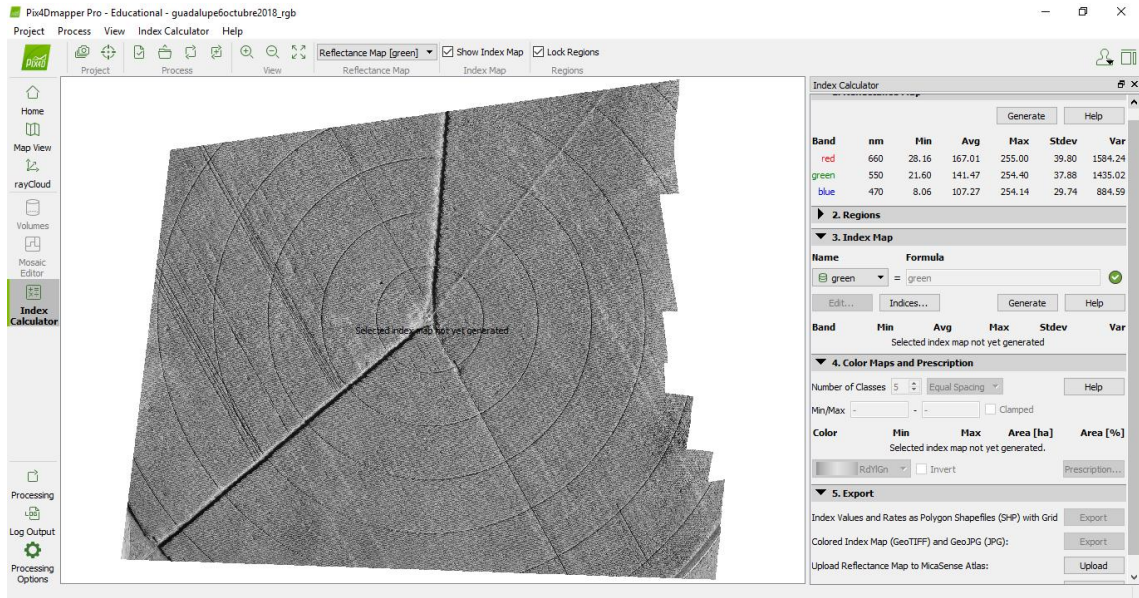 Pix4Dmapper Pro - Educational - guadalupe6octubre2018_rgb
Project Process View Index Calculator Help
pix4d
Reflectance Map [green] Show Index Map Lock Regions
Project Process View Reflectance Map Index Map Regions
Home
Map View
rayCloud
Volumes
Mosaic
Editor
Index
Calculator
Processing
Log Output
Processing
Options
Selected index map not yet generated
Index Calculator
Generate Help
Band nm Min Avg Max Stdev Var
red 660 28.16 167.01 255.00 39.80 1584.24
green 550 21.60 141.47 254.40 37.88 1435.02
blue 470 8.06 107.27 254.14 29.74 884.59
2. Regions
3. Index Map
Name Formula
green = green
Edit... Indices... Generate Help
Band Min Avg Max Stdev Var
Selected index map not yet generated
4. Color Maps and Prescription
Number of Classes 5 Equal Spacing Help
Min/Max - - - Clamped
Color Min Max Area [ha] Area [%]
Selected index map not yet generated.
RdYlGn Invert Prescription...
5. Export
Index Values and Rates as Polygon Shapefiles (SHP) with Grid Export
Colored Index Map (GeoTIFF) and GeoJPG (JPG): Export
Upload Reflectance Map to MicaSense Atlas: Upload